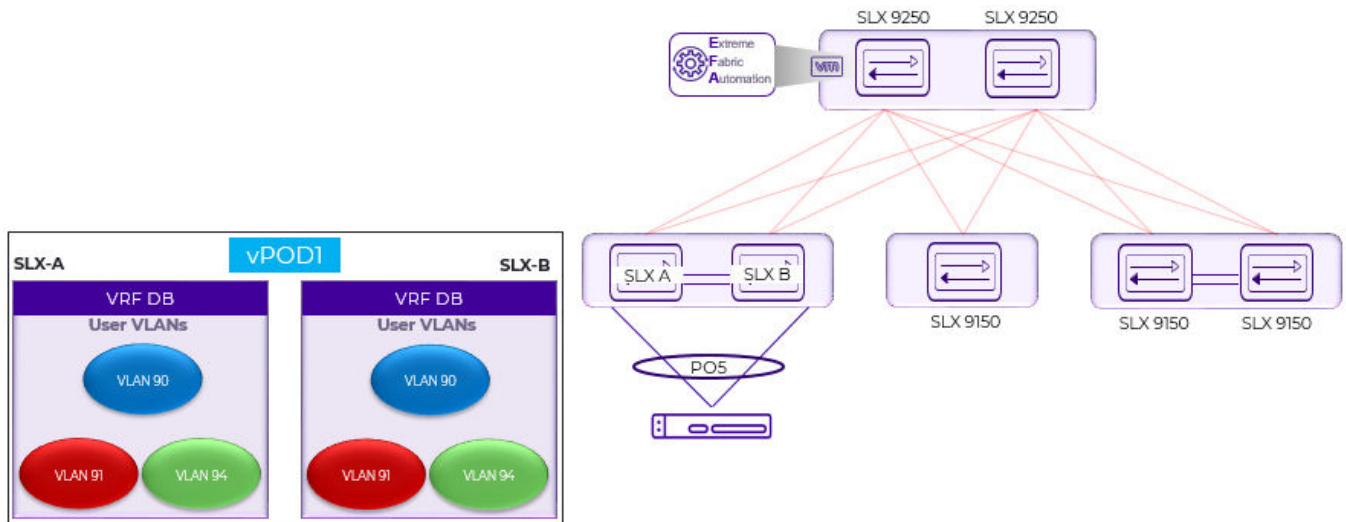 SLX 9250 SLX 9250
Extreme
Fabric
Automation
vm
SLX A SLX B
SLX 9150
SLX 9150 SLX 9150
PO5
vPOD1
SLX-A SLX-B
VRF DB VRF DB
User VLANs User VLANs
VLAN 90 VLAN 90
VLAN 91 VLAN 94 VLAN 91 VLAN 94